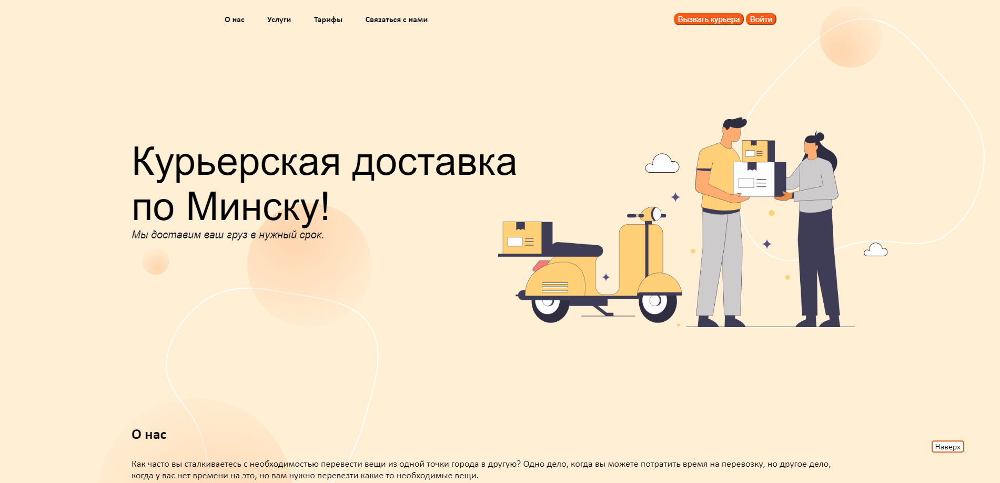 О нас Услуги Тарифы Связаться с нами Вызвать курьера Войти
Курьерская доставка
по Минску!
Мы доставим ваш груз в нужный срок.
О нас
Наверх
Как часто вы сталкиваетесь с необходимостью перевести вещи из одной точки города в другую? Одно дело, когда вы можете потратить время на перевозку, но другое дело,
когда у вас нет времени на это, но вам нужно перевезти какие то необходимые вещи.